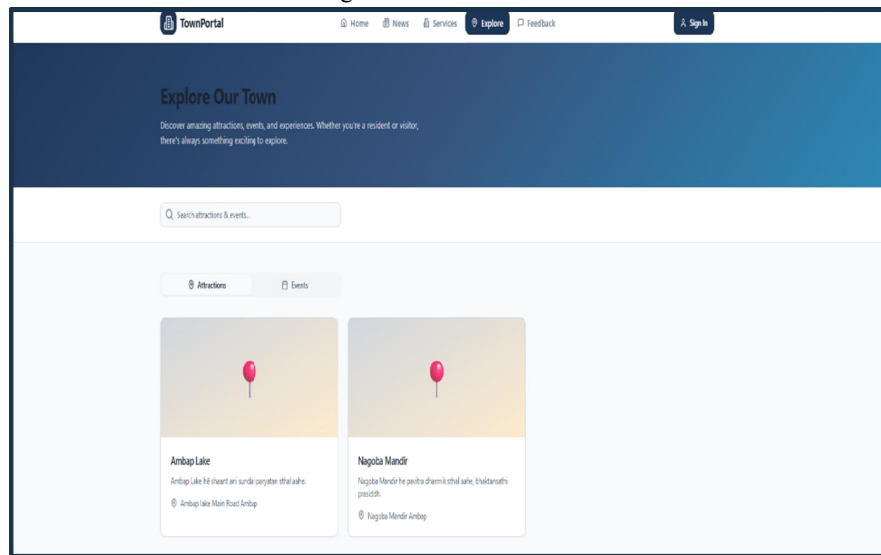 TownPortal
Home
News
Services
Explore
Feedback
Sign In
Explore Our Town
Discover amazing attractions, events, and experiences. Whether you're a resident or visitor,
there's always something exciting to explore.
Search attractions & events...
Attractions
Events
Ambap Lake
Ambap Lake he shaant ani sundar paryatan sthal aahe.
Ambap lake Main Road Ambap
Nagoba Mandir
Nagoba Mandir he pavitra dharmik sthal aahe, bhaktansathi
prasiddh.
Nagoba Mandir Ambap